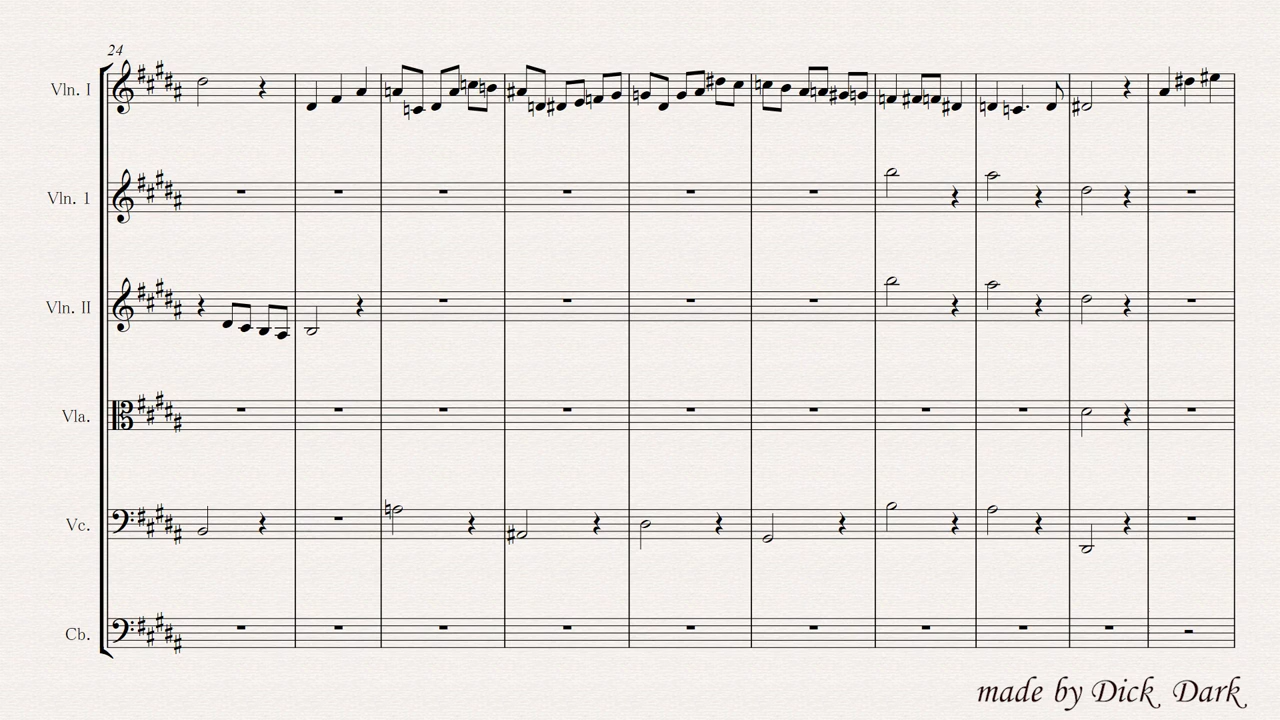 24
Vln. I
Vln. 1
Vln. II
Vla.
Vc.
Cb.
made by Dick Dark